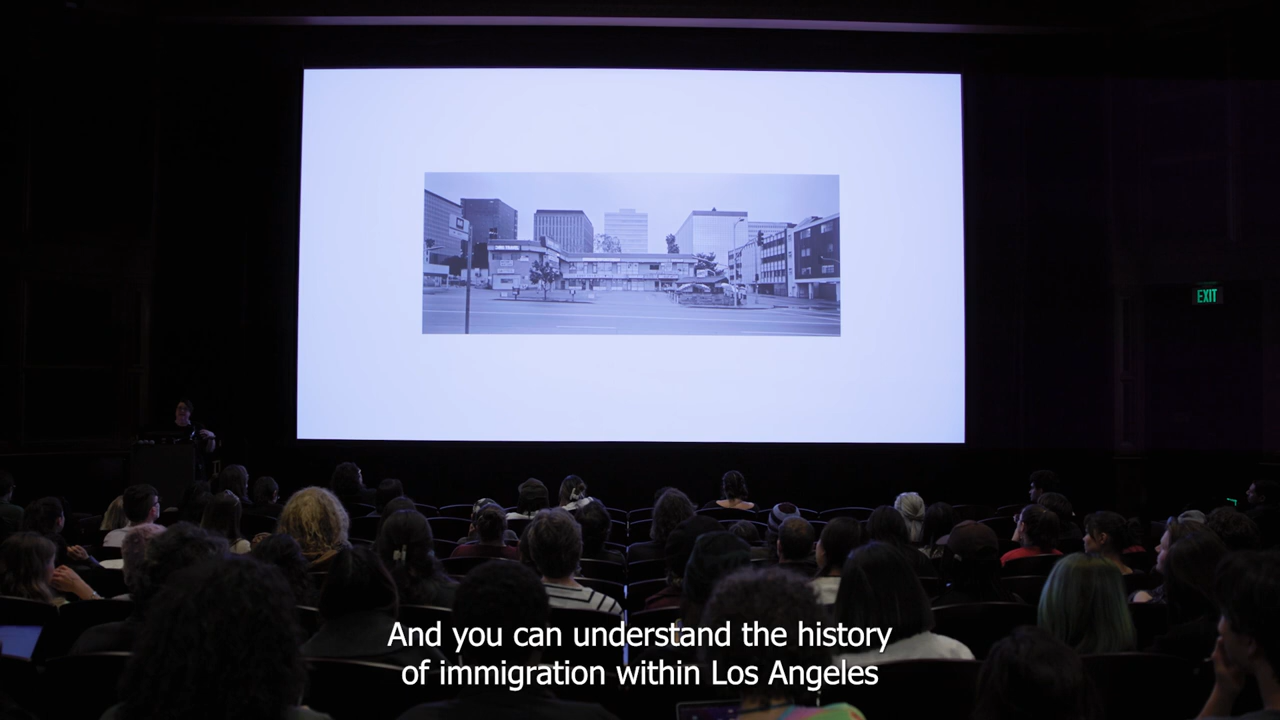 EXIT
And you can understand the history
of immigration within Los Angeles